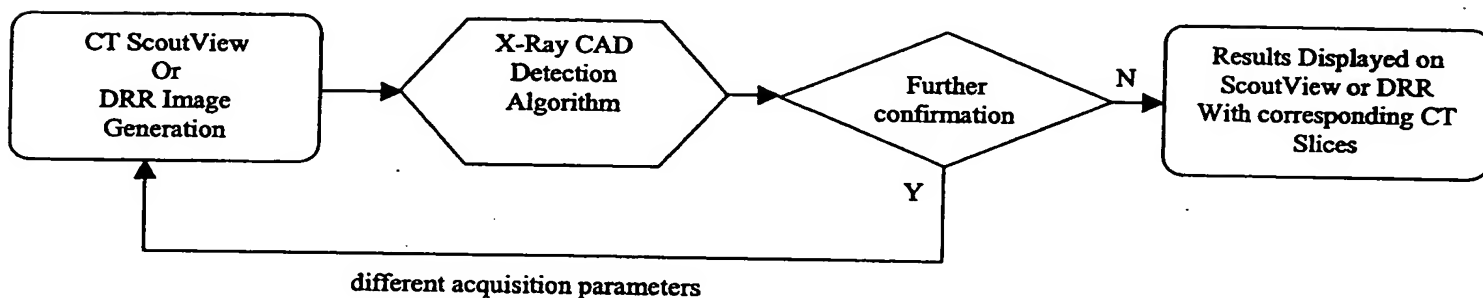 CT ScoutView
Or
DRR Image
Generation
X-Ray CAD
Detection
Algorithm
Further
confirmation
N
Results Displayed on
ScoutView or DRR
With corresponding CT
Slices
Y
different acquisition parameters